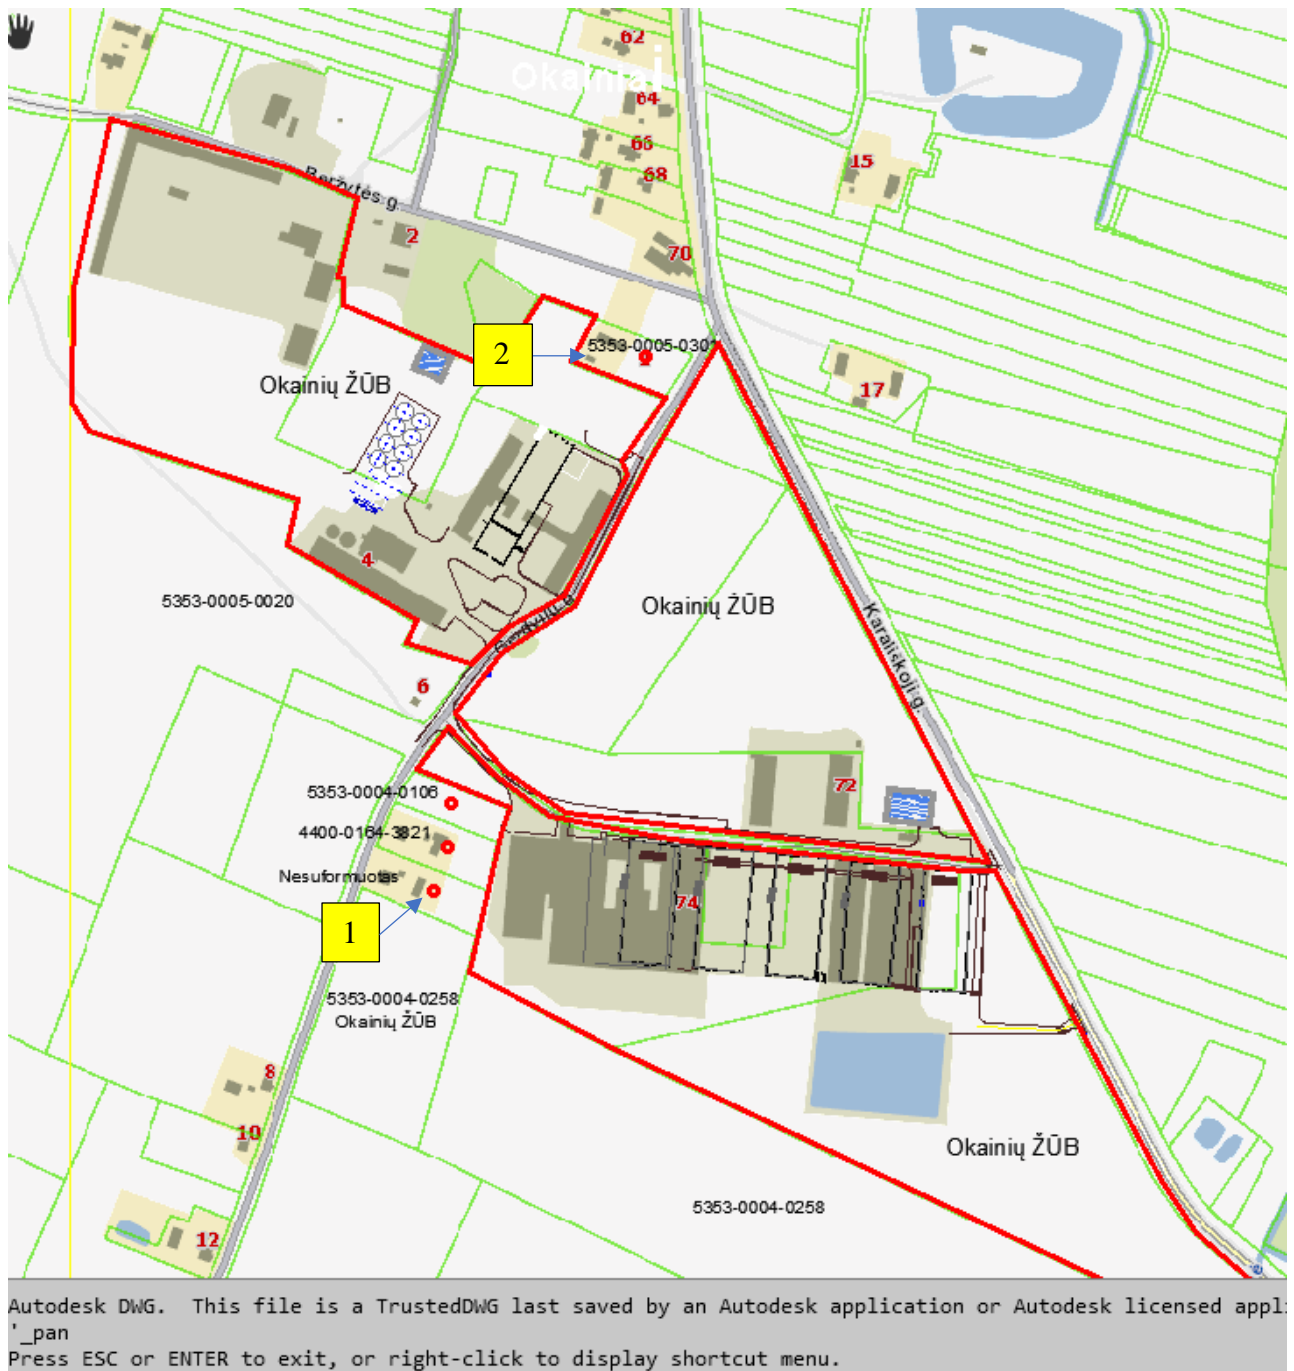 62
Okainiai
64
66
68
15
Beržytės g.
2
70
5353-0005-0301
2
Okainių ŽŪB
17
4
5353-0005-0020
Okainių ŽŪB
Karališkoji g.
6
5353-0004-0106
72
4400-0164-3821
Nesuformuotas
74
1
5353-0004-0258
Okainių ŽŪB
8
10
Okainių ŽŪB
5353-0004-0258
12
Autodesk DWG.  This file is a TrustedDWG last saved by an Autodesk application or Autodesk licensed appli
'_pan
Press ESC or ENTER to exit, or right-click to display shortcut menu.